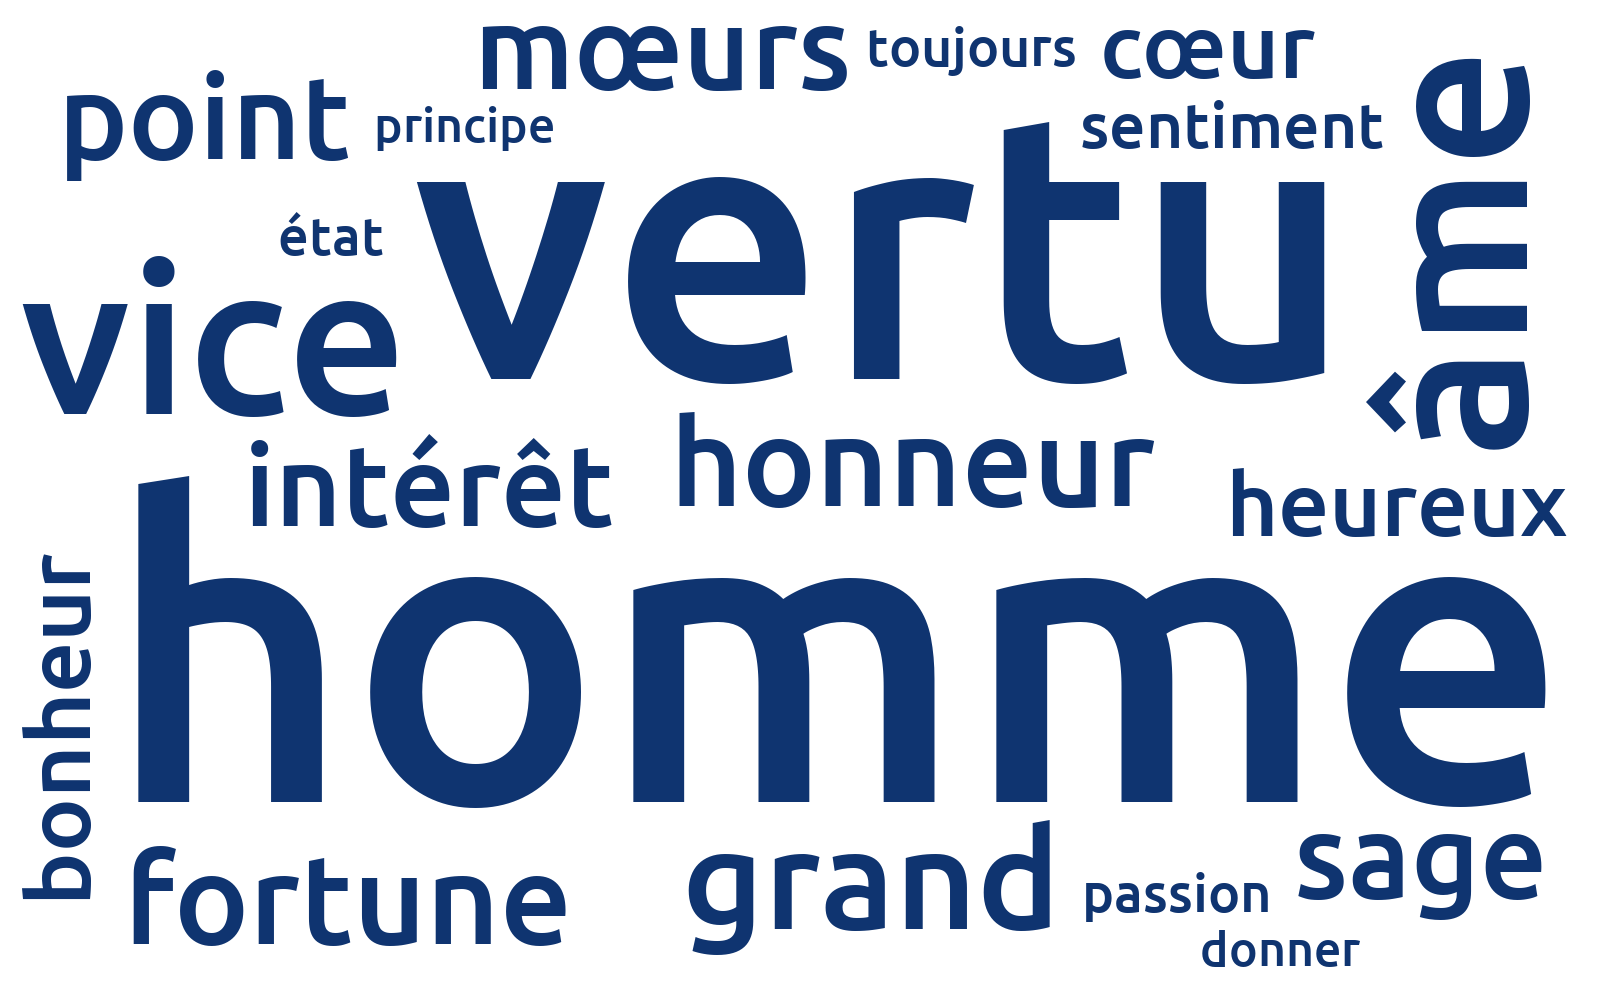 mœurs
toujours
cœur
point
principe
sentiment
âme
vertu
état
vice
intérêt
honneur
heureux
homme
bonheur
fortune
grand
passion
sage
donner